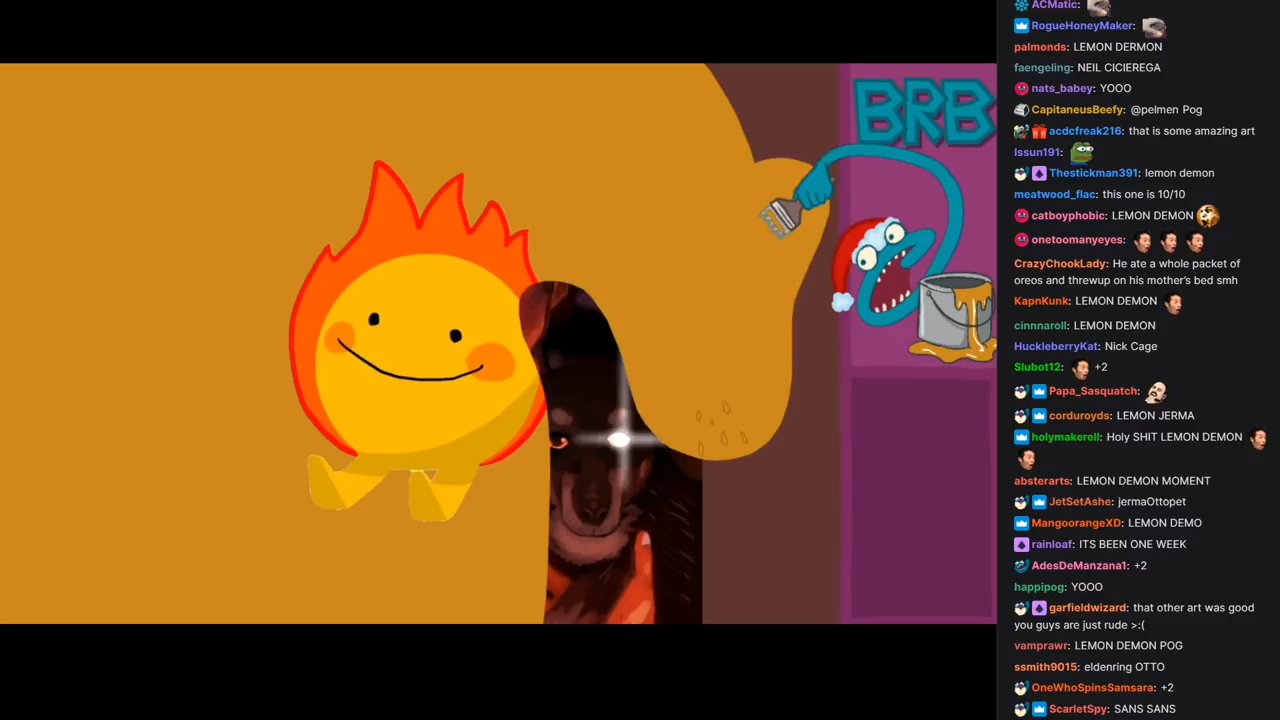 BRB
ACMatic:
RogueHoneyMaker:
palmonds: LEMON DERMON
faengeling: NEIL CICIEREGA
nats_babey: YOOO
CapitaneusBeefy: @pelmen Pog
acdcfreak216: that is some amazing art
Issun191:
Thestickman391: lemon demon
meatwood_flac: this one is 10/10
catboyphobic: LEMON DEMON
onetoomanyeyes:
CrazyChookLady: He ate a whole packet of
oreos and threwup on his mother's bed smh
KapnKunk: LEMON DEMON
cinnnaroll: LEMON DEMON
HuckleberryKat: Nick Cage
Slubot12: +2
Papa_Sasquatch:
corduroyds: LEMON JERMA
holymakerell: Holy SHIT LEMON DEMON
absterarts: LEMON DEMON MOMENT
JetSetAshe: jermaOttopet
MangoorangeXD: LEMON DEMO
rainloaf: ITS BEEN ONE WEEK
AdesDeManzana1: +2
happipog: YOOO
garfieldwizard: that other art was good
you guys are just rude >:(
vamprawr: LEMON DEMON POG
ssmith9015: eldenring OTTO
OneWhoSpinsSamsara: +2
ScarletSpy: SANS SANS